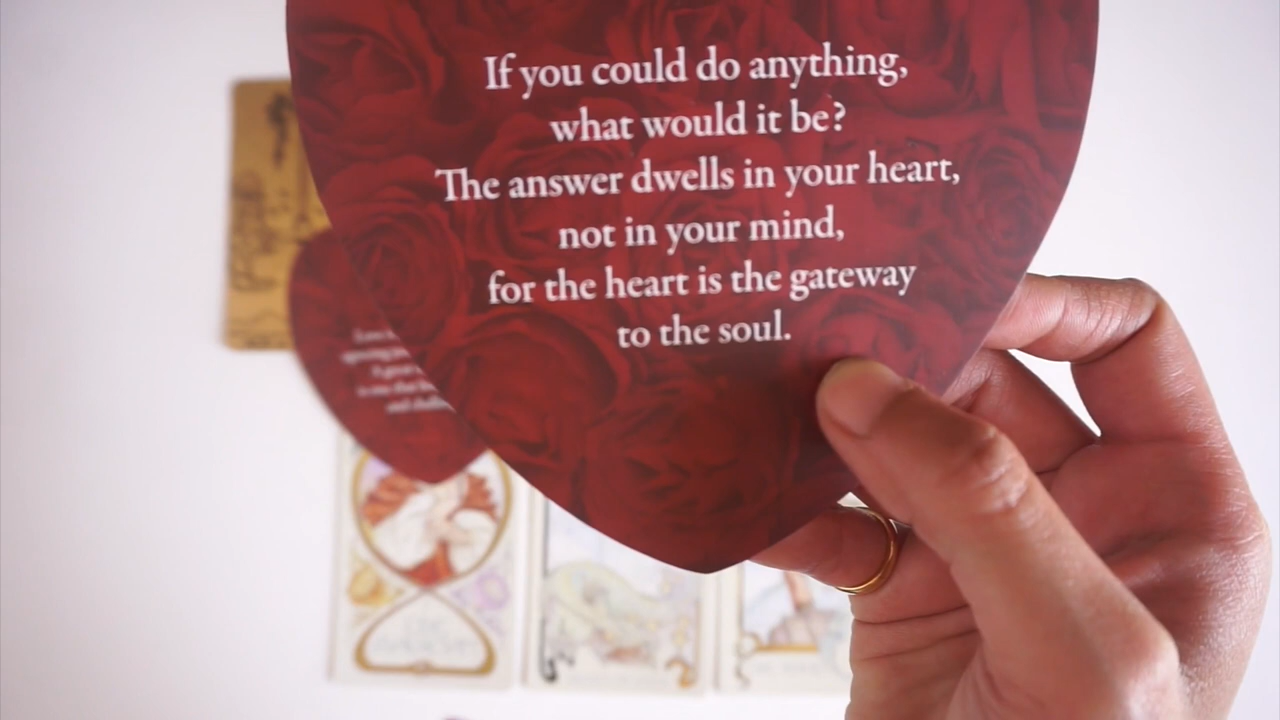 If you could do anything,
what would it be?
The answer dwells in your heart,
not in your mind,
for the heart is the gateway
to the soul.